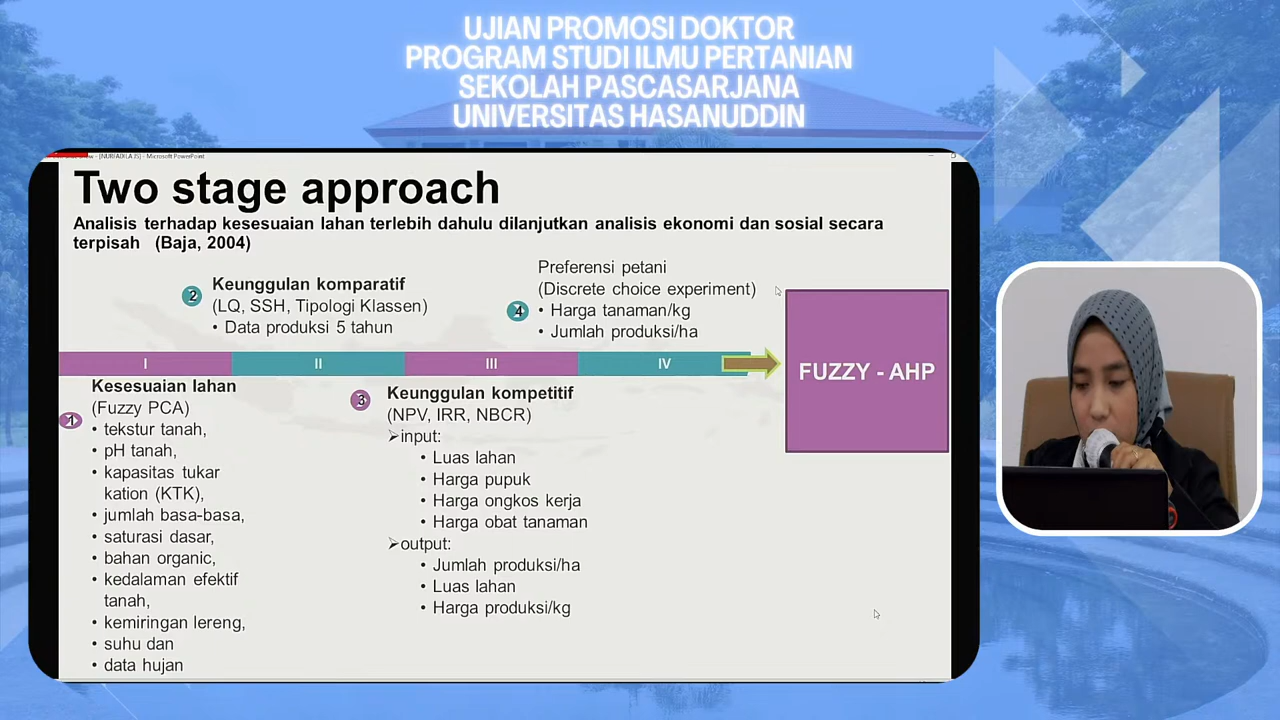 UJIAN PROMOSI DOKTOR
PROGRAM STUDI ILMU PERTANIAN
SEKOLAH PASCASARJANA
UNIVERSITAS HASANUDDIN
- [NURFADILA JS] - Microsoft PowerPoint
Two stage approach
Analisis terhadap kesesuaian lahan terlebih dahulu dilanjutkan analisis ekonomi dan sosial secara
terpisah (Baja, 2004)
2
Keunggulan komparatif
(LQ, SSH, Tipologi Klassen)
• Data produksi 5 tahun
4
Preferensi petani
(Discrete choice experiment)
• Harga tanaman/kg
• Jumlah produksi/ha
I II III IV
FUZZY - AHP
1
Kesesuaian lahan
(Fuzzy PCA)
• tekstur tanah,
• pH tanah,
• kapasitas tukar
kation (KTK),
• jumlah basa-basa,
• saturasi dasar,
• bahan organic,
• kedalaman efektif
tanah,
• kemiringan lereng,
• suhu dan
• data hujan
3
Keunggulan kompetitif
(NPV, IRR, NBCR)
➢input:
• Luas lahan
• Harga pupuk
• Harga ongkos kerja
• Harga obat tanaman
➢output:
• Jumlah produksi/ha
• Luas lahan
• Harga produksi/kg